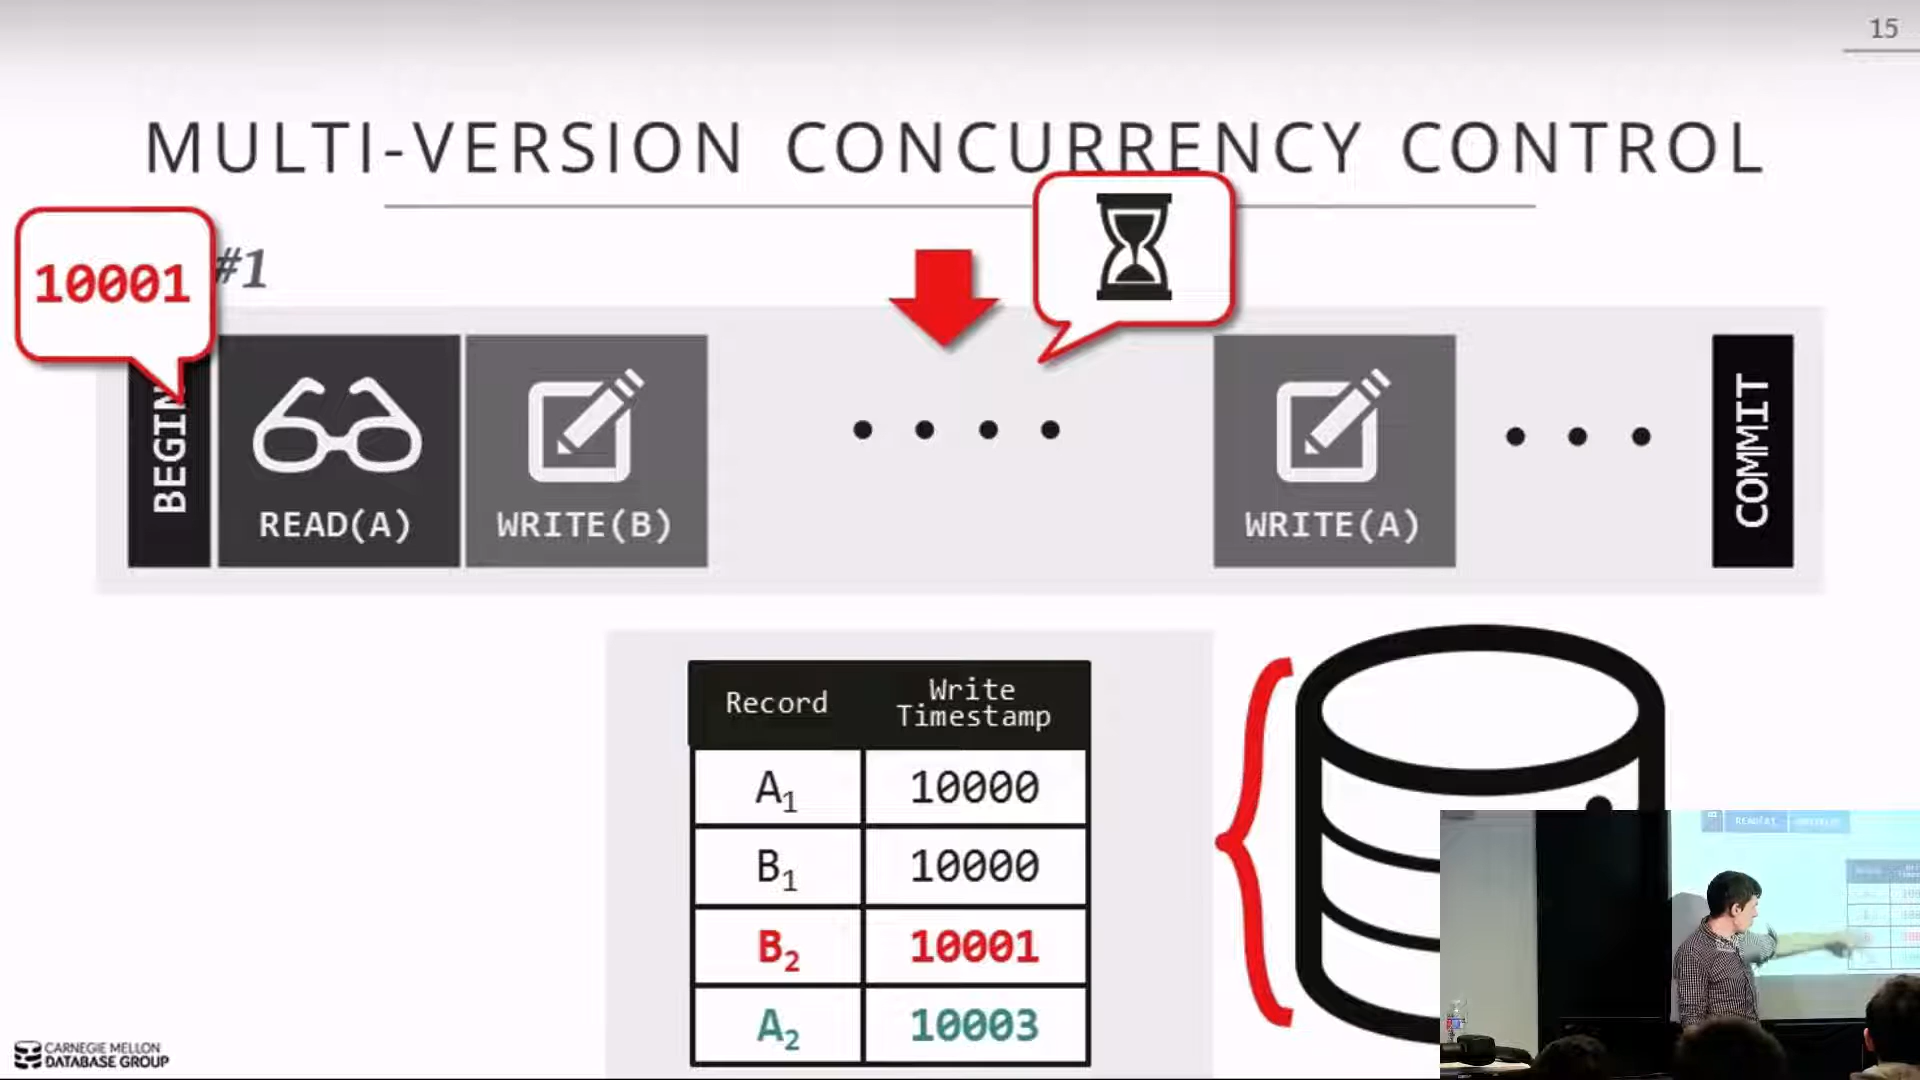 15
MULTI-VERSION CONCURRENCY CONTROL
10001
#1
BEGIN
READ(A)
WRITE(B)
WRITE(A)
COMMIT
Record
Write
Timestamp
A1
10000
B1
10000
B2
10001
A2
10003
CARNEGIE MELLON
DATABASE GROUP
READ(A)